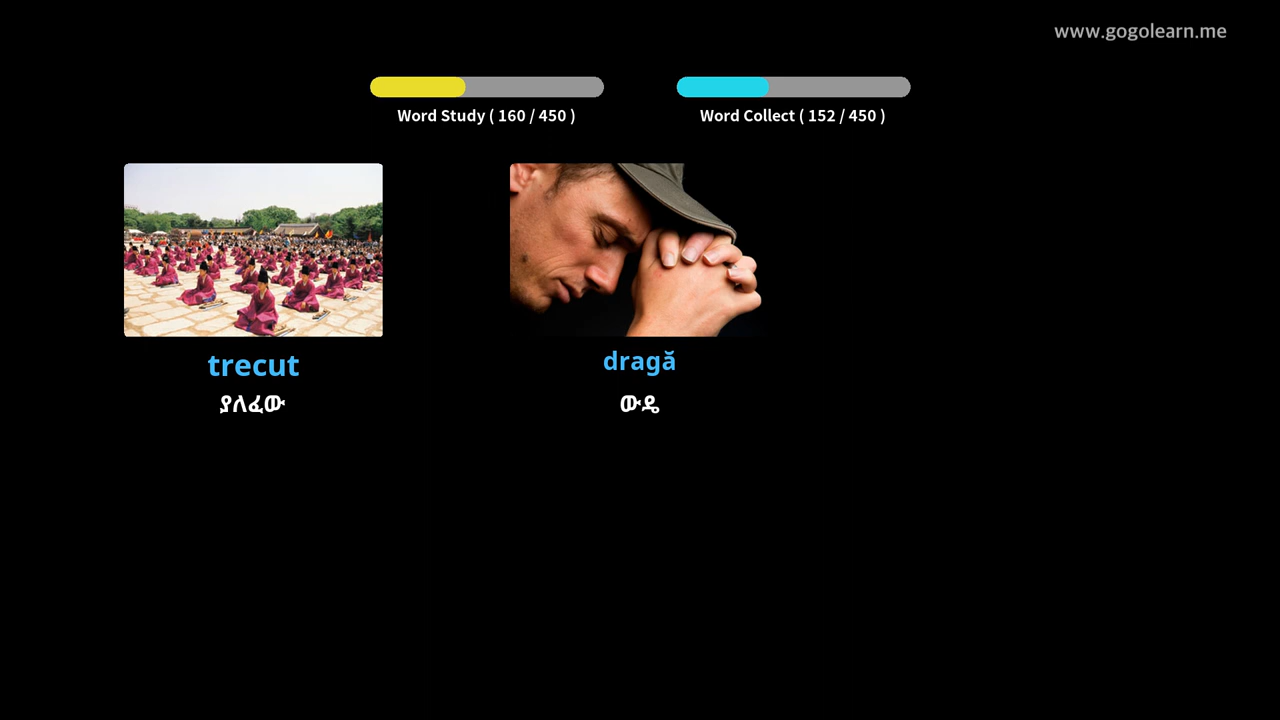 www.gogolearn.me
Word Study ( 160 / 450 )
Word Collect ( 152 / 450 )
trecut
dragă
ያለፈው
ውዴ